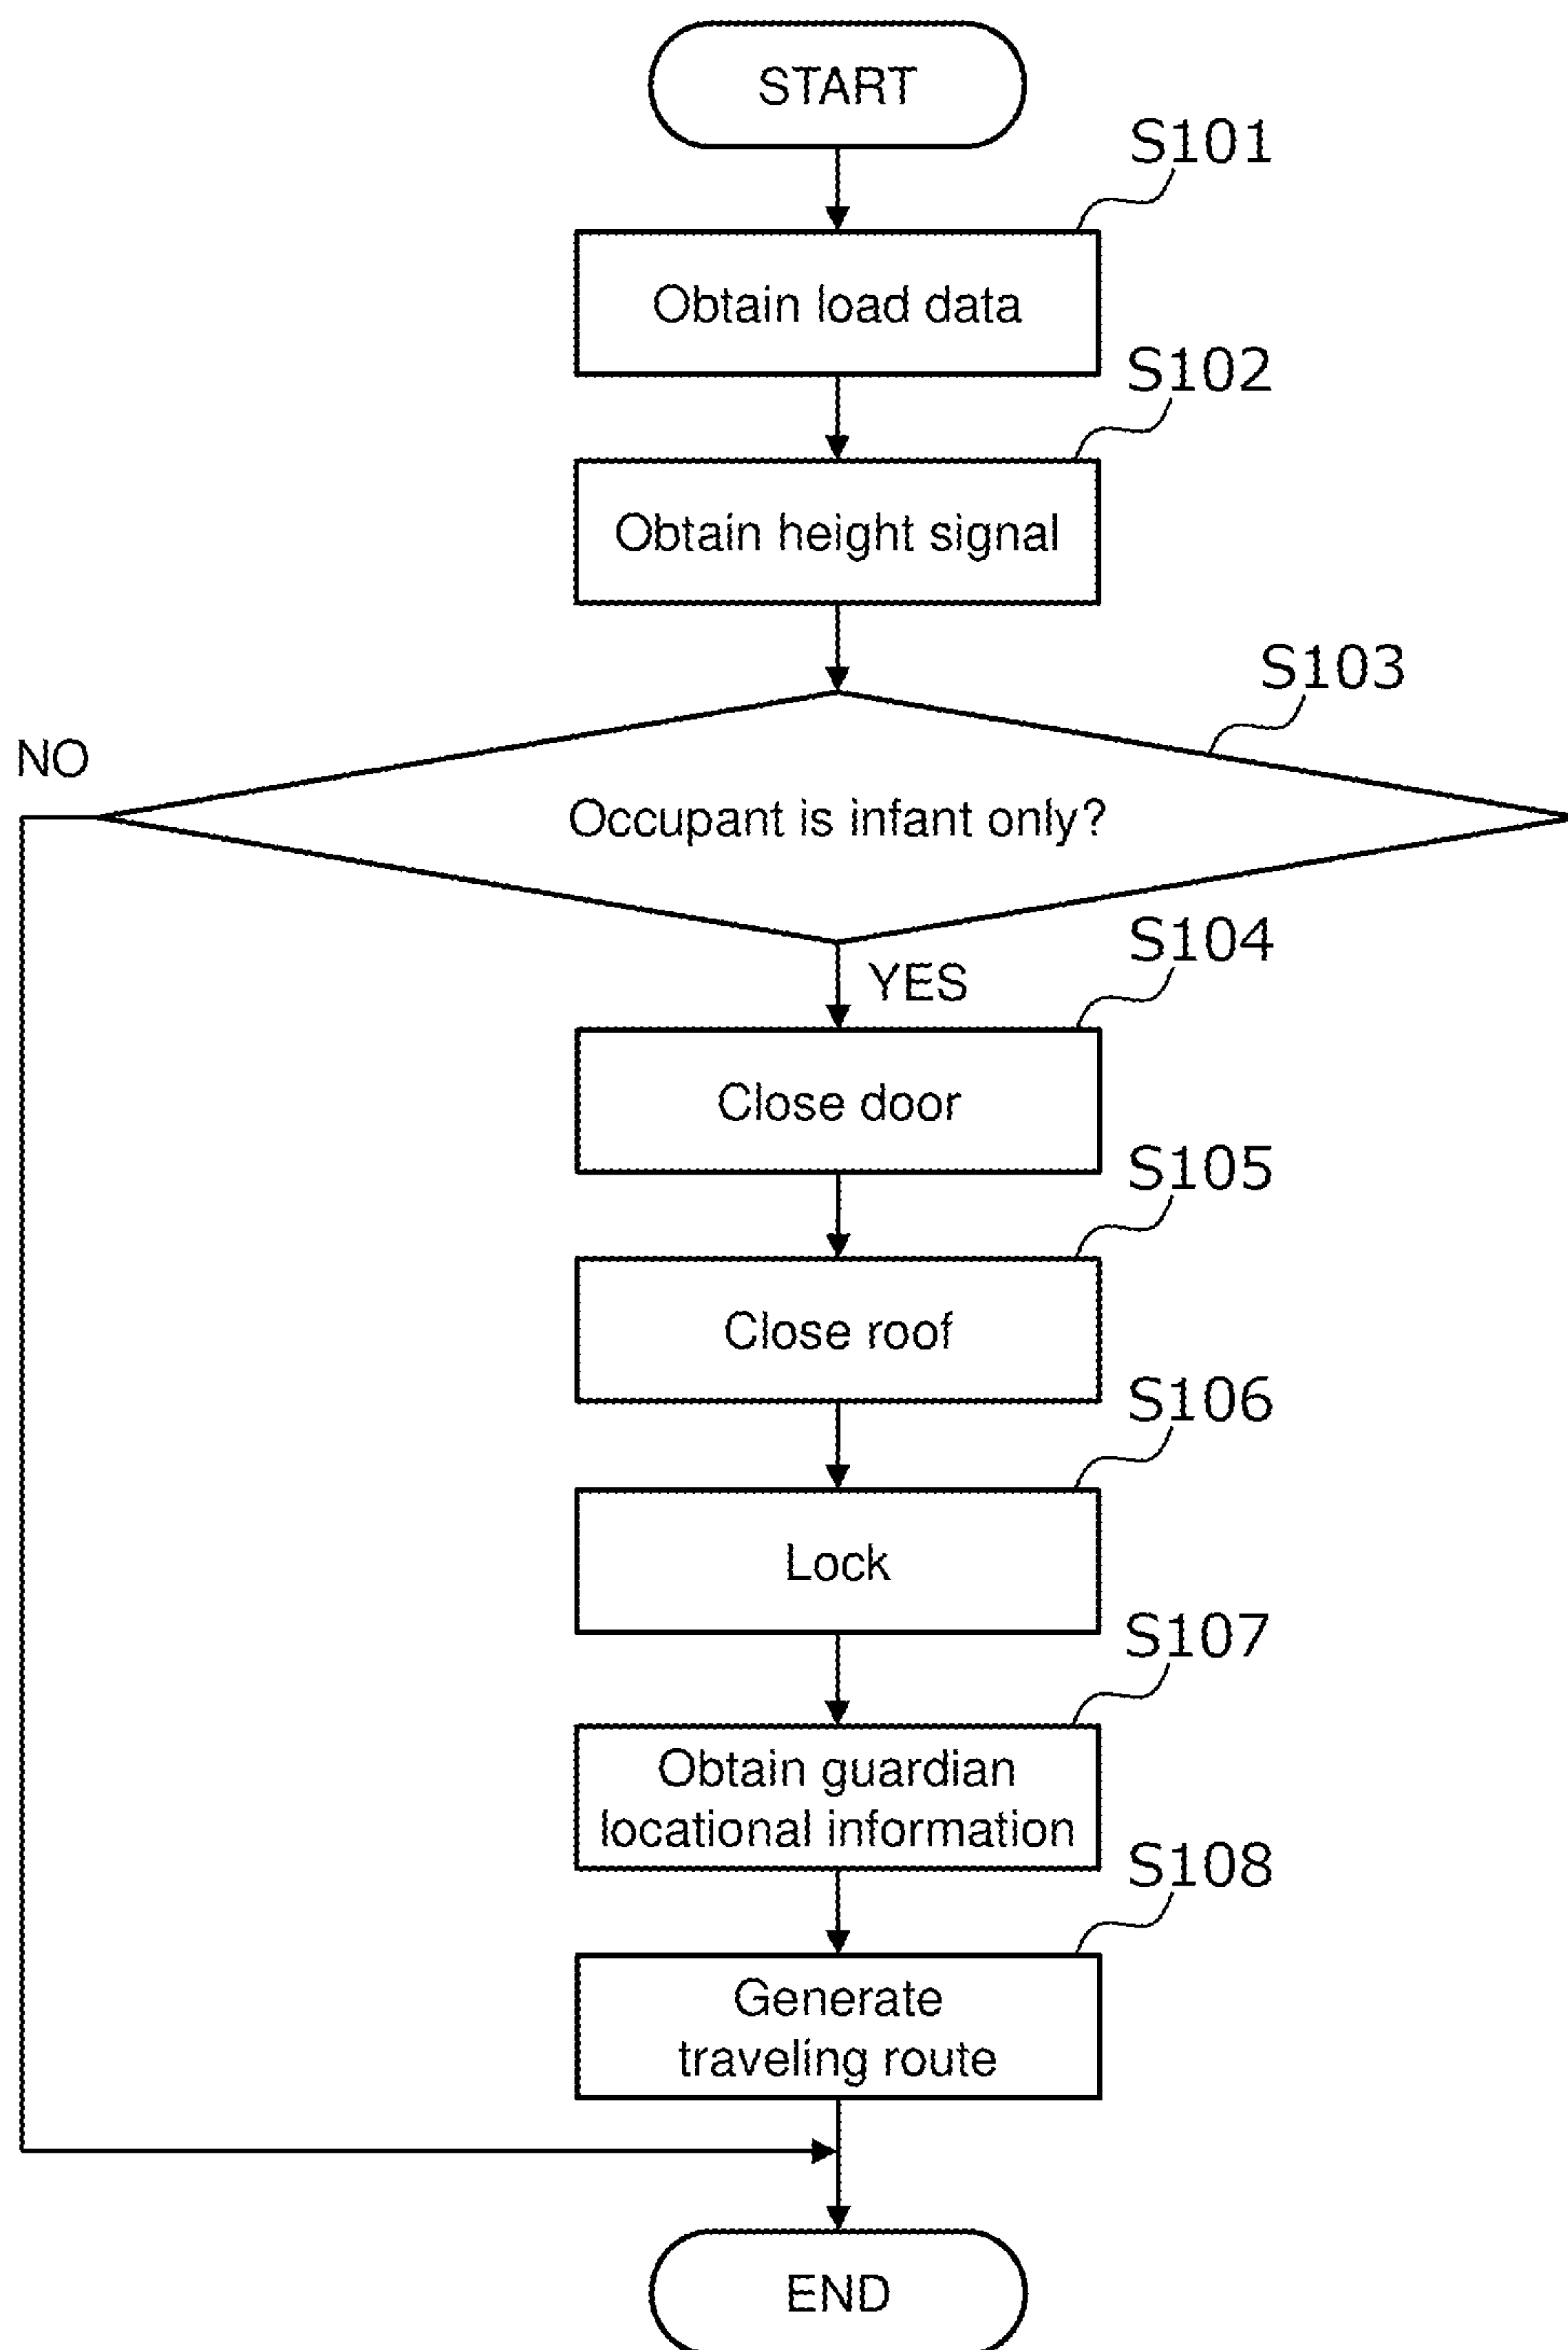 START
S101
Obtain load data
S102
Obtain height signal
S103
NO
Occupant is infant only?
S104
YES
Close door
S105
Close roof
S106
Lock
S107
Obtain guardian
locational information
S108
Generate
traveling route
END